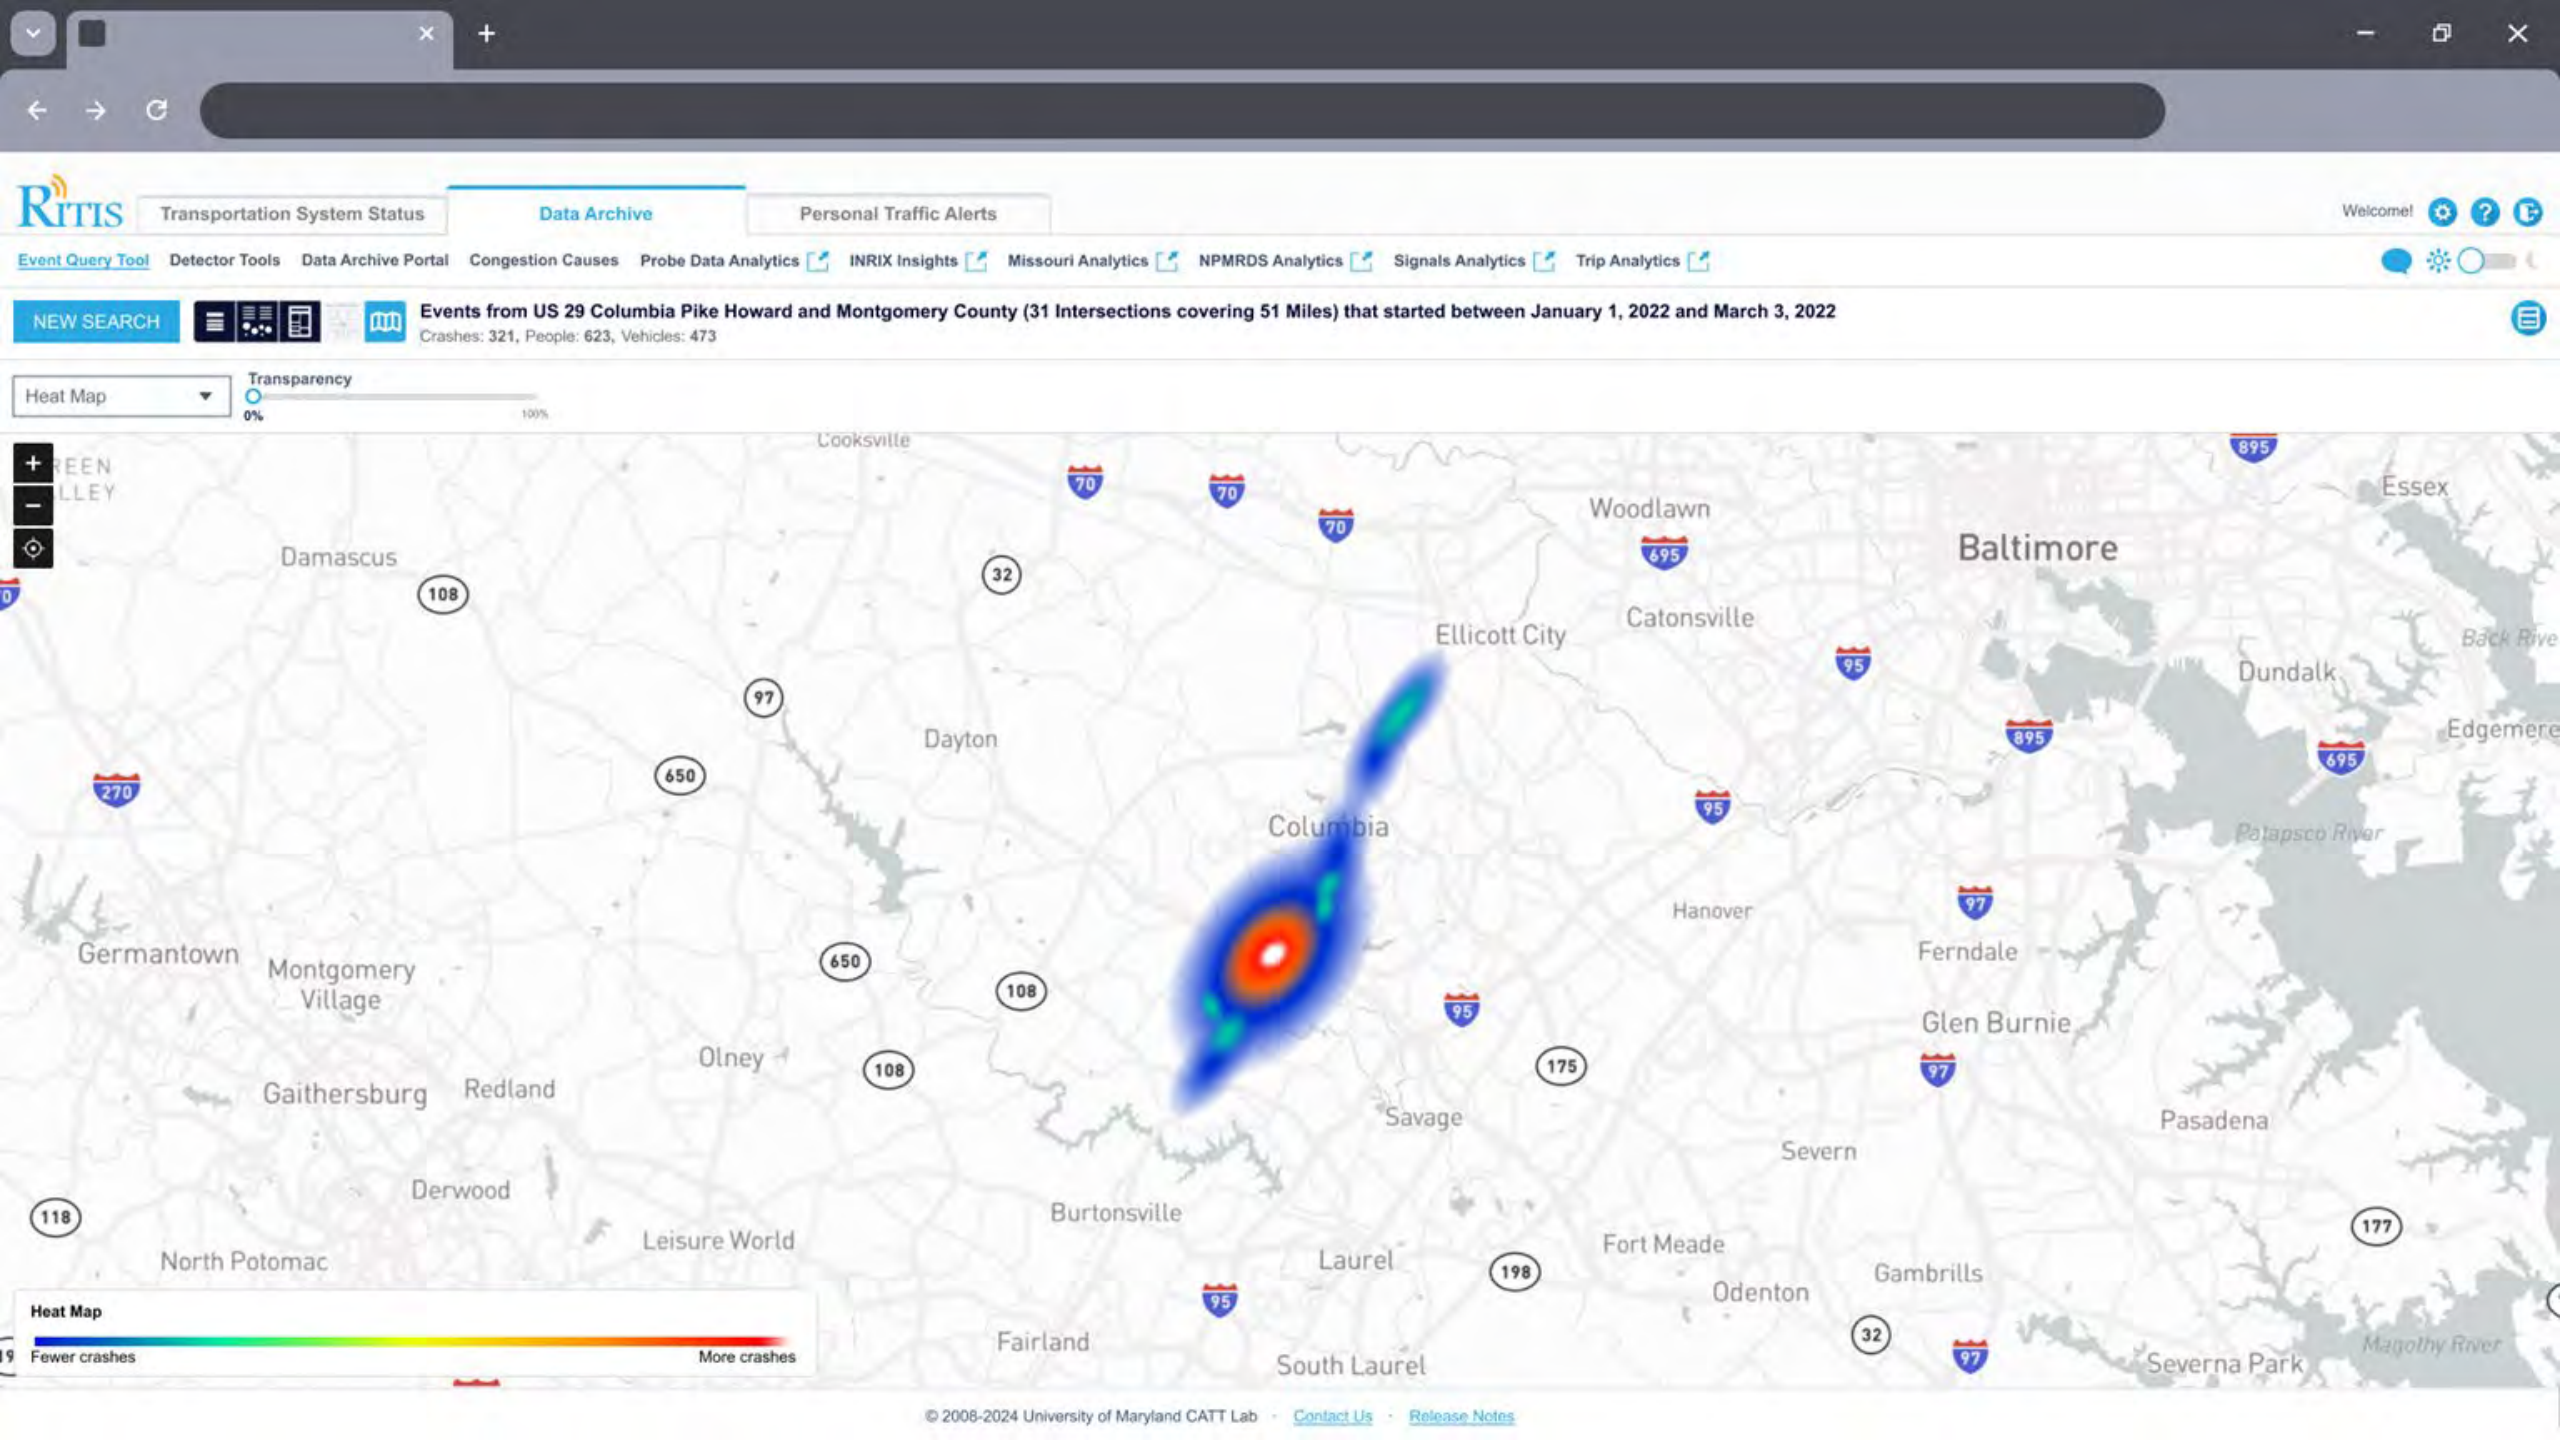 RITIS
Transportation System Status
Data Archive
Personal Traffic Alerts
Welcome!
Event Query Tool
Detector Tools
Data Archive Portal
Congestion Causes
Probe Data Analytics
INRIX Insights
Missouri Analytics
NPMRDS Analytics
Signals Analytics
Trip Analytics
NEW SEARCH
Events from US 29 Columbia Pike Howard and Montgomery County (31 Intersections covering 51 Miles) that started between January 1, 2022 and March 3, 2022
Crashes: 321, People: 623, Vehicles: 473
Heat Map
Transparency
0%
100%
Cooksville
895
REEN
LLEY
70
70
70
Essex
Woodlawn
695
Baltimore
Damascus
108
32
0
Catonsville
Ellicott City
Back Rive
95
Dundalk
97
Dayton
Edgemere
895
695
650
270
95
Columbia
Patapsco River
Hanover
97
Germantown
Montgomery
Village
650
Ferndale
108
95
Glen Burnie
Olney
108
175
97
Gaithersburg
Redland
Savage
Pasadena
Severn
Derwood
118
Burtonsville
177
Leisure World
Fort Meade
North Potomac
Laurel
198
Gambrills
Odenton
95
32
Fairland
97
Magothy River
South Laurel
Severna Park
Heat Map
19
Fewer crashes
More crashes
© 2008-2024 University of Maryland CATT Lab · Contact Us · Release Notes